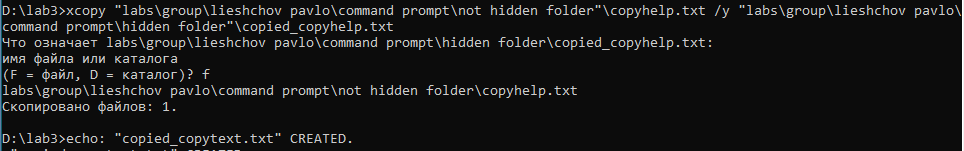 D:\lab3>xcopy "labs\group\lieshchov pavlo\command prompt\not hidden folder"\copyhelp.txt /y "labs\group\lieshchov pavlo\
command prompt\hidden folder"\copied_copyhelp.txt
Что означает labs\group\lieshchov pavlo\command prompt\hidden folder\copied_copyhelp.txt:
имя файла или каталога
(F = файл, D = каталог)? f
labs\group\lieshchov pavlo\command prompt\not hidden folder\copyhelp.txt
Скопировано файлов: 1.
D:\lab3>echo: "copied_copytext.txt" CREATED.